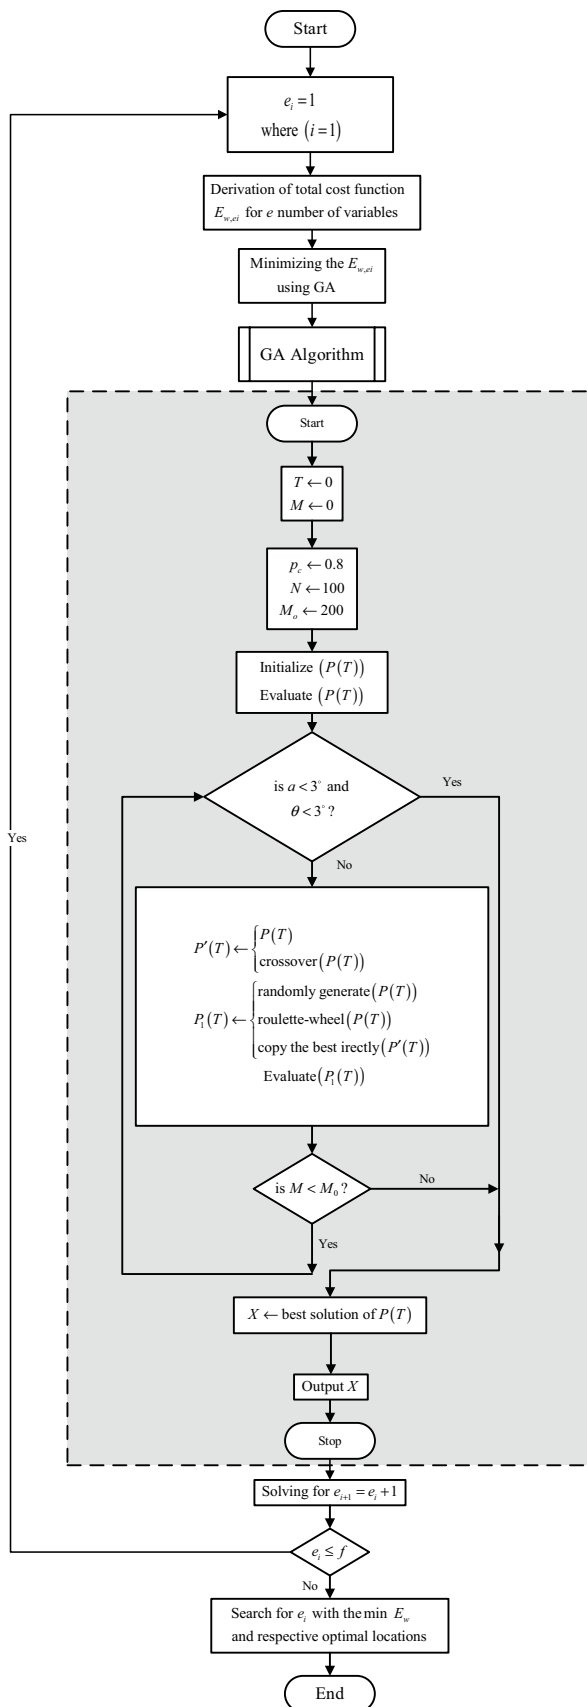 Start
e_i = 1
where (i = 1)
Derivation of total cost function
E_{w,ei} for e number of variables
Minimizing the E_{w,ei}
using GA
GA Algorithm
Start
T ← 0
M ← 0
p_c ← 0.8
N ← 100
M_o ← 200
Initialize (P(T))
Evaluate (P(T))
is a < 3° and
θ < 3° ?
Yes
No
P′(T) ← { P(T)
crossover(P(T))
P_1(T) ← { randomly generate(P(T))
roulette-wheel(P(T))
copy the best irectly(P′(T))
Evaluate(P_1(T))
is M < M_0 ?
No
Yes
X ← best solution of P(T)
Output X
Stop
Solving for e_{i+1} = e_i + 1
e_i ≤ f
Yes
No
Search for e_i with the min E_w
and respective optimal locations
End